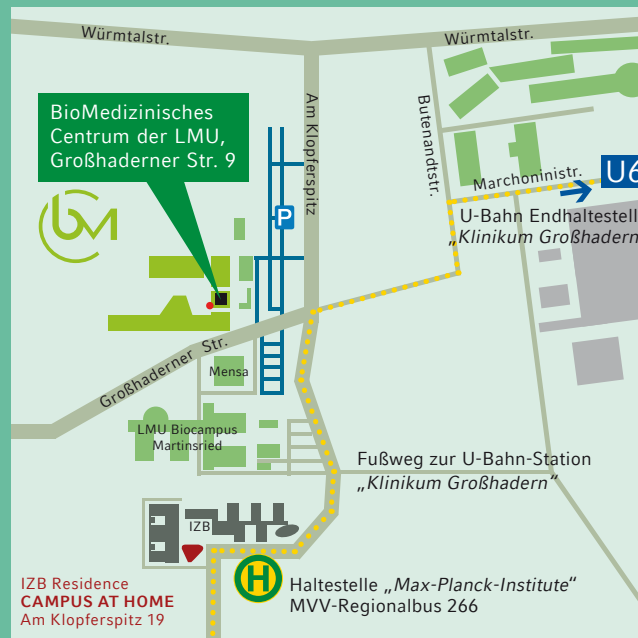 Würmtalstr.
Würmtalstr.
BioMedizinisches
Centrum der LMU,
Großhaderner Str. 9
Am Klopferspitz
Butenandtstr.
P
Marchoninistr.
U6
U-Bahn Endhaltestell
„Klinikum Großhadern
bm
Großhaderner Str.
Mensa
LMU Biocampus
Martinsried
Fußweg zur U-Bahn-Station
„Klinikum Großhadern“
IZB
IZB Residence
CAMPUS AT HOME
Am Klopferspitz 19
H
Haltestelle „Max-Planck-Institute“
MVV-Regionalbus 266